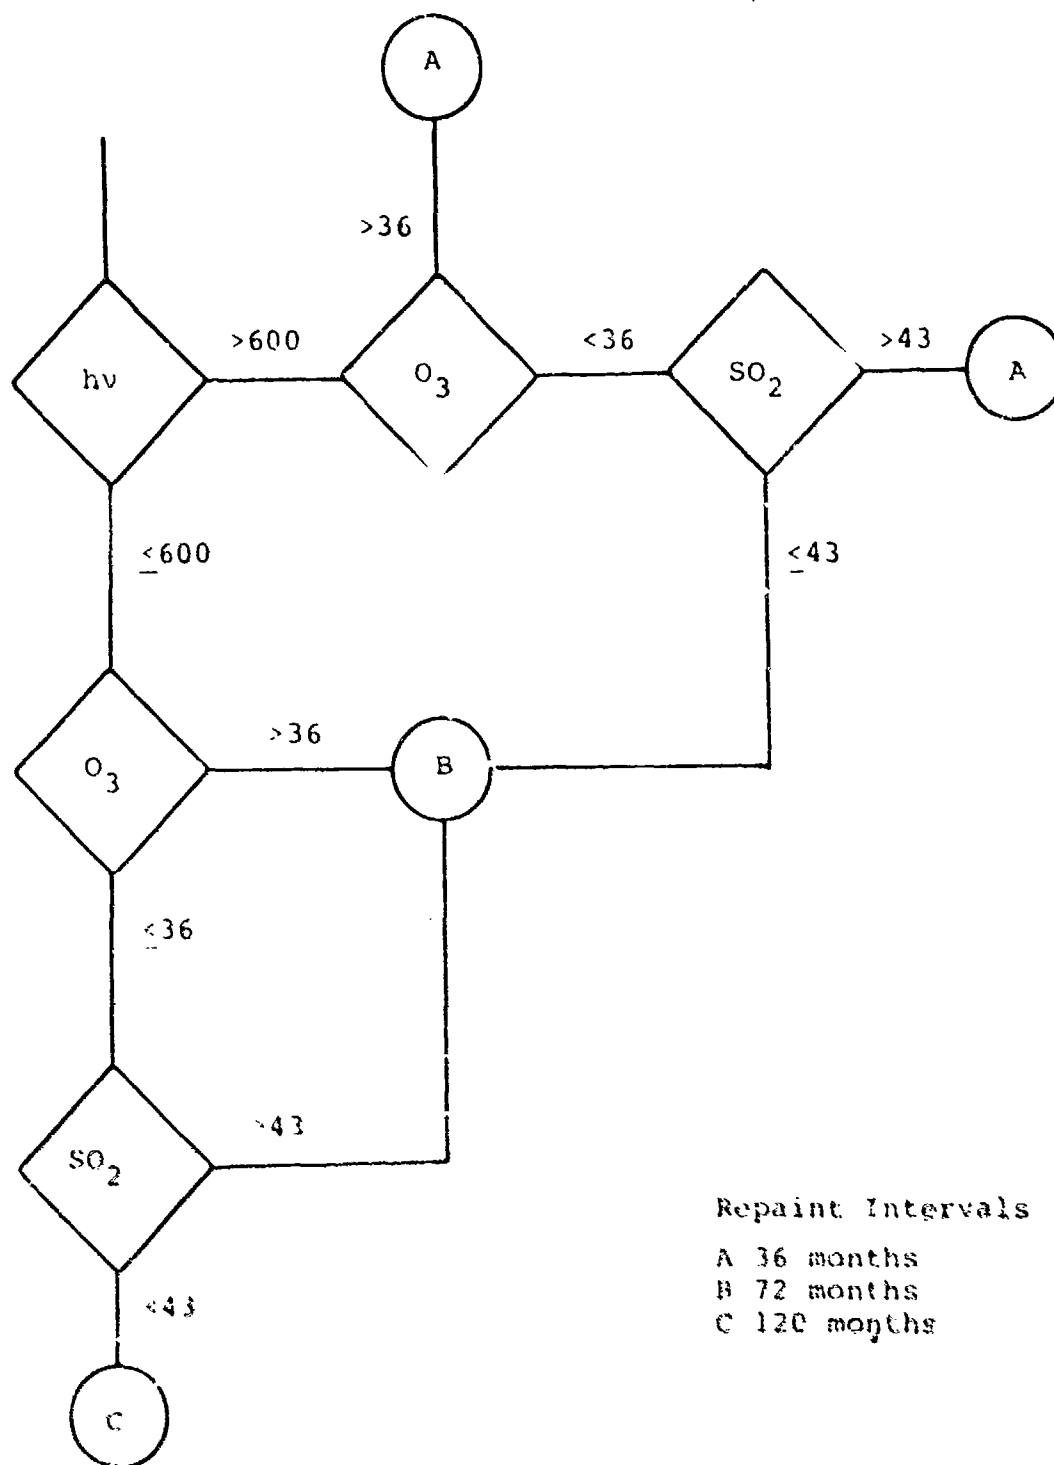 A
>36
hν
>600
O3
<36
SO2
>43
A
≤600
≤43
O3
>36
B
≤36
SO2
>43
<43
C
Repaint Intervals
A 36 months
B 72 months
C 120 months